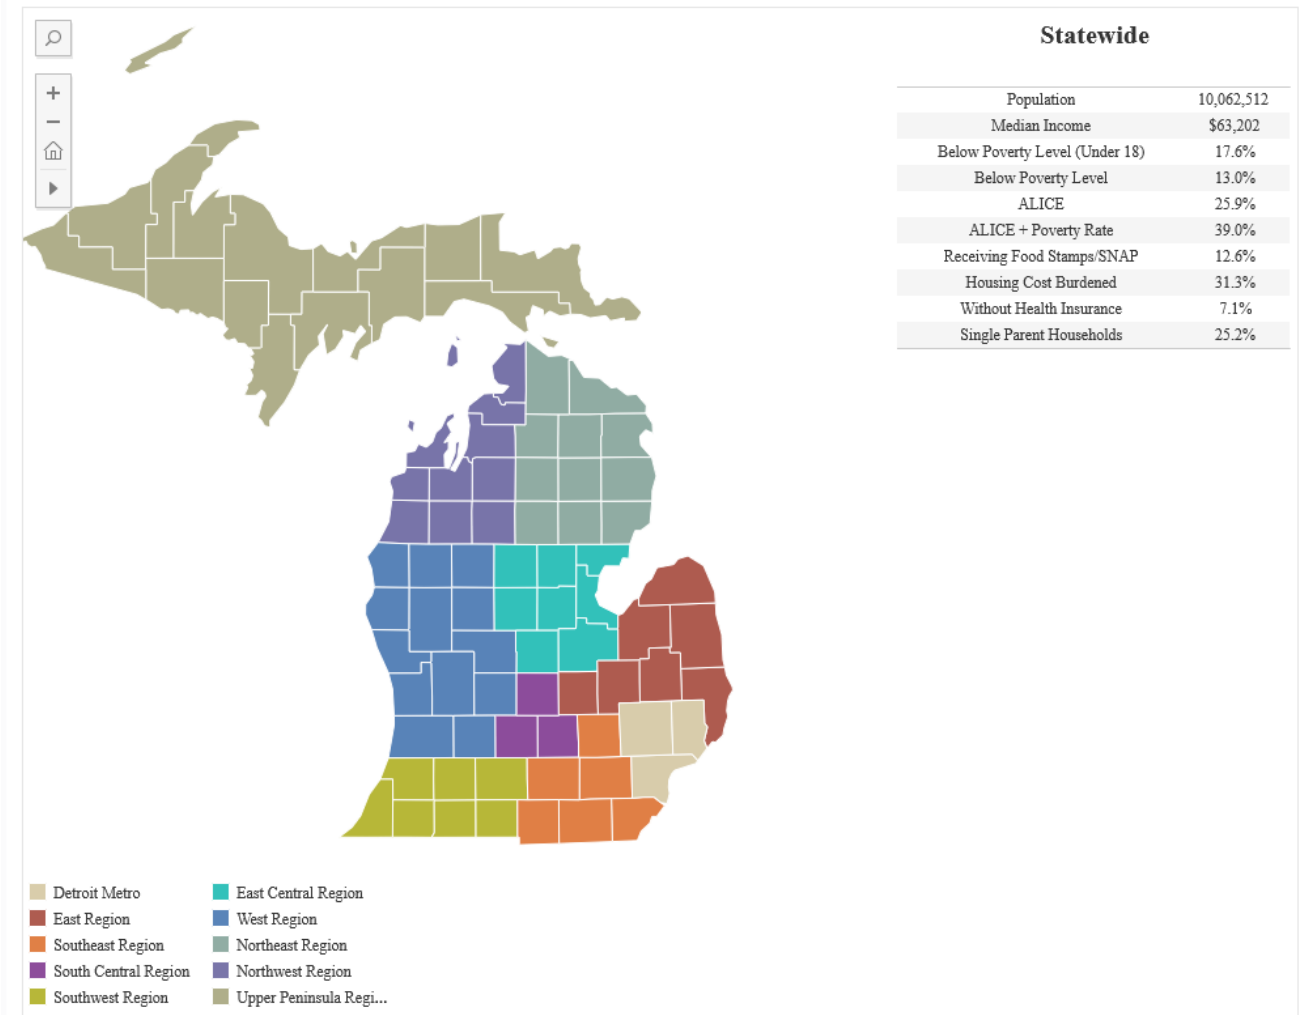 Statewide
Population 10,062,512
Median Income $63,202
Below Poverty Level (Under 18) 17.6%
Below Poverty Level 13.0%
ALICE 25.9%
ALICE + Poverty Rate 39.0%
Receiving Food Stamps/SNAP 12.6%
Housing Cost Burdened 31.3%
Without Health Insurance 7.1%
Single Parent Households 25.2%
Detroit Metro
East Region
Southeast Region
South Central Region
Southwest Region
East Central Region
West Region
Northeast Region
Northwest Region
Upper Peninsula Regi...